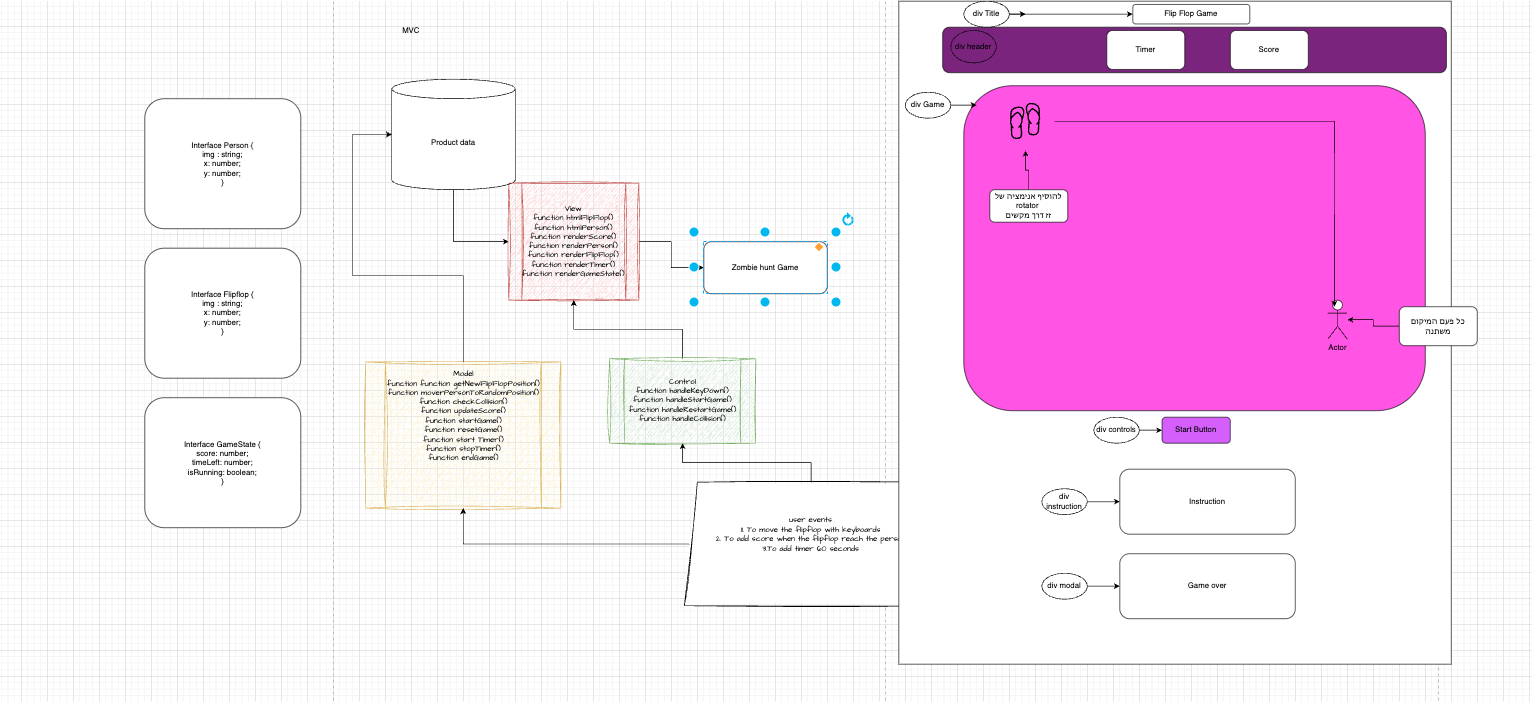 MVC
Interface Person {
img : string;
x: number;
y: number;
}
Interface Flipflop {
img : string;
x: number;
y: number;
}
Interface GameState {
score: number;
timeLeft: number;
isRunning: boolean;
}
Product data
View
function htmlFlipFlop()
function htmlPerson()
function renderScore()
function renderPerson()
function renderFlipFlop()
function renderTimer()
function renderGameState()
Zombie hunt Game
Model
function function getNewlFlipFlopPosition()
function moverPersonToRandomPosition()
function checkCollision()
function updateScore()
function startGame()
function resetGame()
function start Timer()
function stopTimer()
function endGame()
Control
function handleKeyDown()
function handleStartGame()
function handleRestartGame()
function handleCollision()
user events
1. To move the flipflop with keyboards
2. To add score when the flipflop reach the pers
3.To add timer 60 seconds
div Title
Flip Flop Game
div header
Timer
Score
div Game
להוסיף אנימציה של
rotator
זז דרך מקשים
Actor
כל פעם המיקום
משתנה
div controls
Start Button
div
instruction
Instruction
div modal
Game over